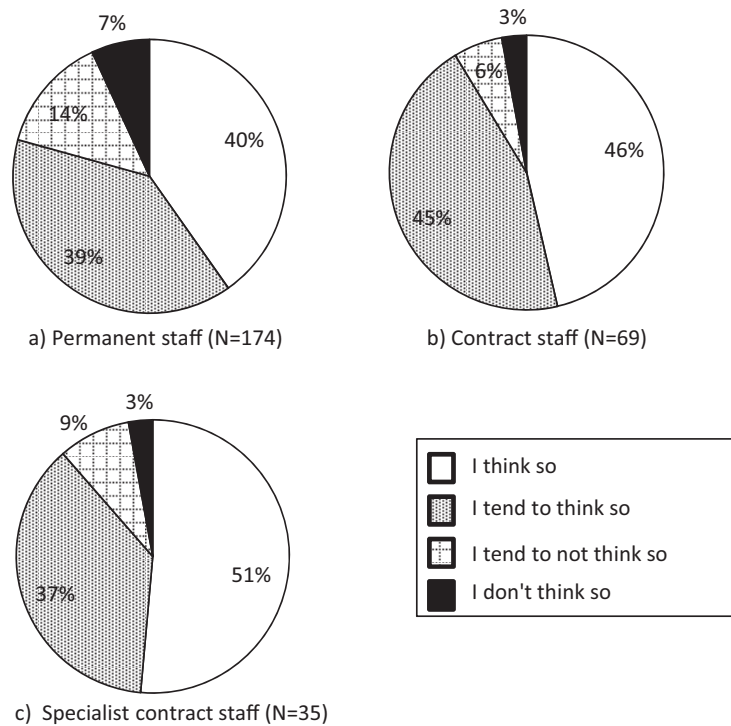 7%
40%
14%
39%
a) Permanent staff (N=174)
3%
6%
46%
45%
b) Contract staff (N=69)
3%
9%
51%
37%
c) Specialist contract staff (N=35)
I think so
I tend to think so
I tend to not think so
I don't think so